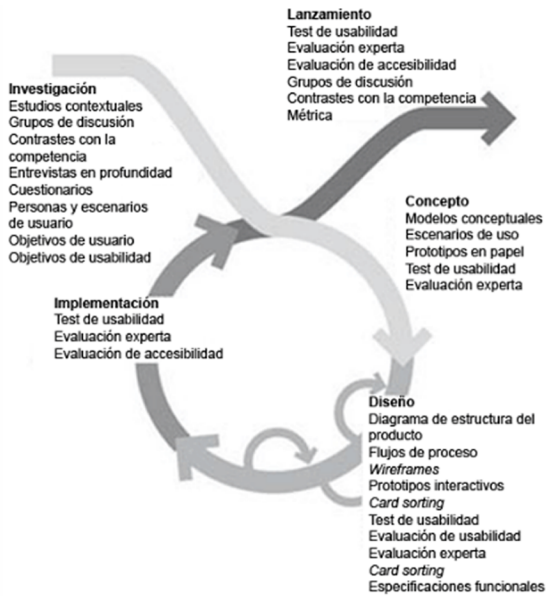 Lanzamiento
Test de usabilidad
Evaluación experta
Evaluación de accesibilidad
Grupos de discusión
Contrastes con la competencia
Métrica
Investigación
Estudios contextuales
Grupos de discusión
Contrastes con la
competencia
Entrevistas en profundidad
Cuestionarios
Personas y escenarios
de usuario
Objetivos de usuario
Objetivos de usabilidad
Concepto
Modelos conceptuales
Escenarios de uso
Prototipos en papel
Test de usabilidad
Evaluación experta
Implementación
Test de usabilidad
Evaluación experta
Evaluación de accesibilidad
Diseño
Diagrama de estructura del
producto
Flujos de proceso
Wireframes
Prototipos interactivos
Card sorting
Test de usabilidad
Evaluación de usabilidad
Evaluación experta
Card sorting
Especificaciones funcionales